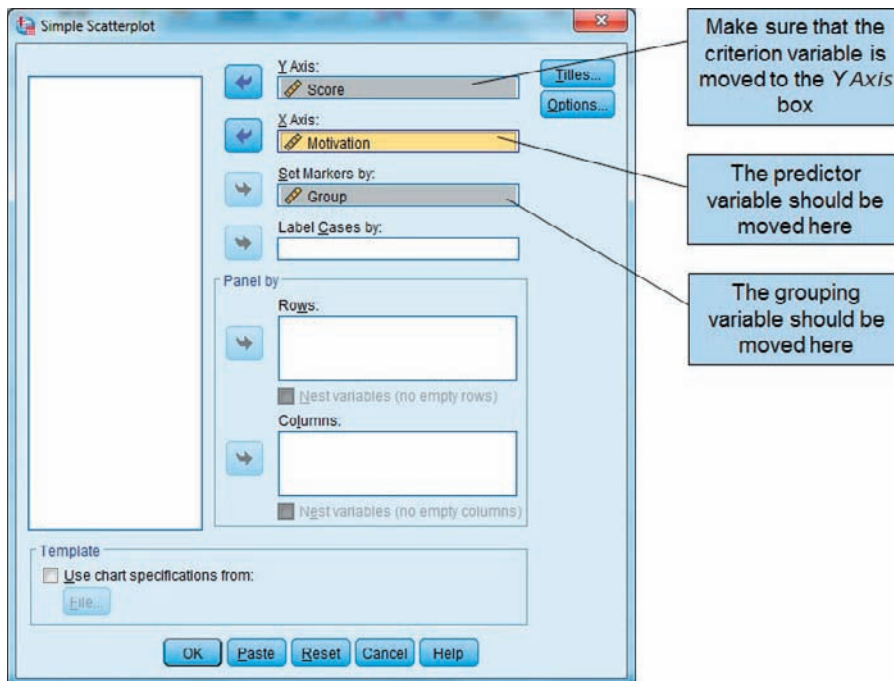 Simple Scatterplot
Y Axis:
Score
X Axis:
Motivation
Set Markers by:
Group
Label Cases by:
Titles...
Options...
Panel by
Rows:
Nest variables (no empty rows)
Columns:
Nest variables (no empty columns)
Template
Use chart specifications from:
File...
OK
Paste
Reset
Cancel
Help
Make sure that the
criterion variable is
moved to the Y Axis
box
The predictor
variable should be
moved here
The grouping
variable should be
moved here